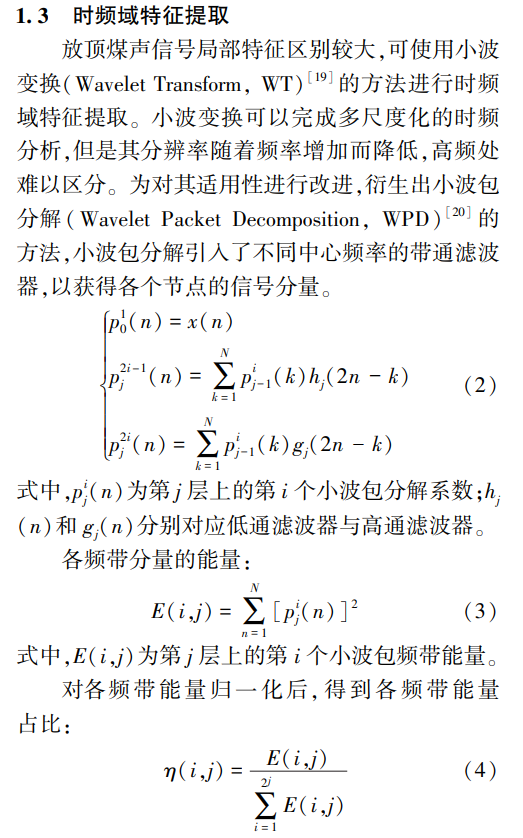 1. 3 时频域特征提取
放顶煤声信号局部特征区别较大,可使用小波
变换(Wavelet Transform, WT)[19]的方法进行时频
域特征提取。小波变换可以完成多尺度化的时频
分析,但是其分辨率随着频率增加而降低,高频处
难以区分。为对其适用性进行改进,衍生出小波包
分解(Wavelet Packet Decomposition, WPD)[20]的
方法,小波包分解引入了不同中心频率的带通滤波
器,以获得各个节点的信号分量。
p_0^1(n) = x(n)
p_j^{2i-1}(n) = \sum_{k=1}^{N} p_{j-1}^i(k)h_j(2n - k) (2)
p_j^{2i}(n) = \sum_{k=1}^{N} p_{j-1}^i(k)g_j(2n - k)
式中,p_j^i(n)为第j层上的第i个小波包分解系数;h_j
(n)和g_j(n)分别对应低通滤波器与高通滤波器。
各频带分量的能量:
E(i,j) = \sum_{n=1}^{N} [p_j^i(n)]^2 (3)
式中,E(i,j)为第j层上的第i个小波频带能量。
对各频带能量归一化后,得到各频带能量
占比:
η(i,j) = \frac{E(i,j)}{\sum_{i=1}^{2j} E(i,j)} (4)